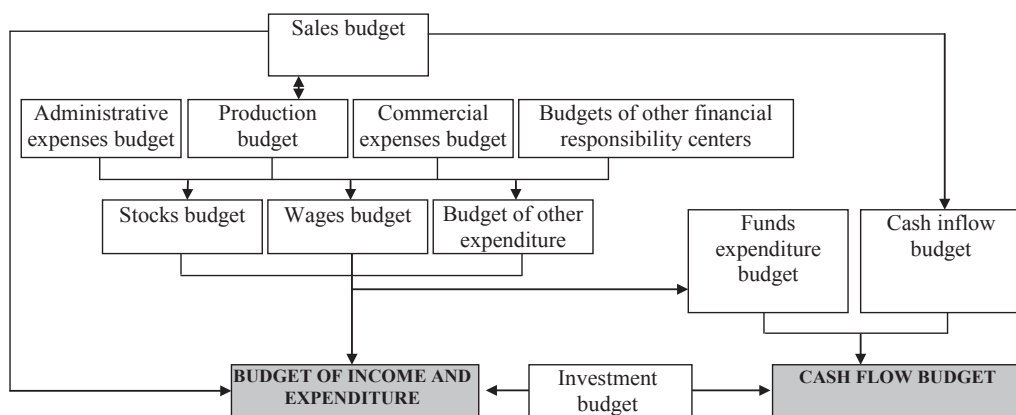 Sales budget
Administrative
expenses budget
Production
budget
Commercial
expenses budget
Budgets of other financial
responsibility centers
Stocks budget
Wages budget
Budget of other
expenditure
Funds
expenditure
budget
Cash inflow
budget
BUDGET OF INCOME AND
EXPENDITURE
Investment
budget
CASH FLOW BUDGET